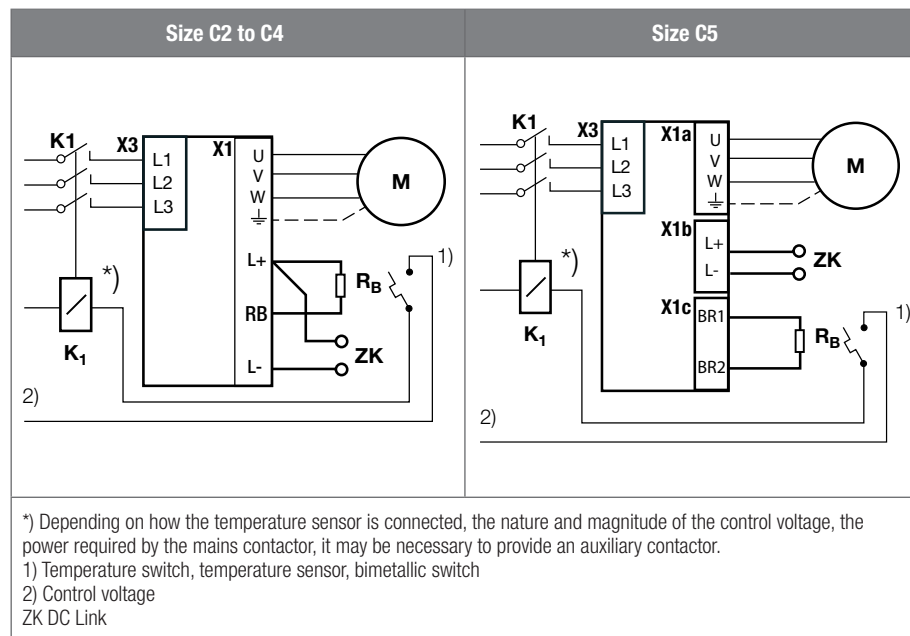 Size C2 to C4
Size C5
K1
X3
X1
L1
L2
L3
U
V
W
M
*)
K1
L+
RB
L-
RB
1)
ZK
2)
K1
X3
X1a
L1
L2
L3
U
V
W
M
X1b
L+
L-
ZK
*)
K1
X1c
BR1
BR2
RB
1)
2)
*) Depending on how the temperature sensor is connected, the nature and magnitude of the control voltage, the
power required by the mains contactor, it may be necessary to provide an auxiliary contactor.
1) Temperature switch, temperature sensor, bimetallic switch
2) Control voltage
ZK DC Link